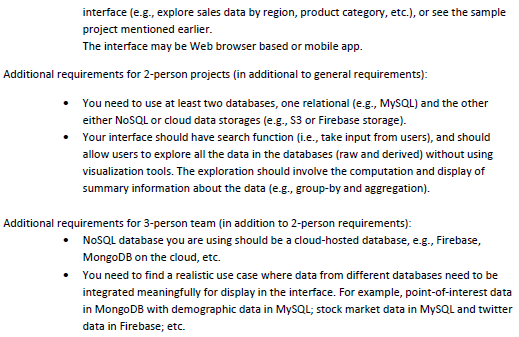 interface (e.g., explore sales data by region, product category, etc.), or see the sample
project mentioned earlier.
The interface may be Web browser based or mobile app.
Additional requirements for 2-person projects (in additional to general requirements):
• You need to use at least two databases, one relational (e.g., MySQL) and the other
either NoSQL or cloud data storages (e.g., S3 or Firebase storage).
• Your interface should have search function (i.e., take input from users), and should
allow users to explore all the data in the databases (raw and derived) without using
visualization tools. The exploration should involve the computation and display of
summary information about the data (e.g., group-by and aggregation).
Additional requirements for 3-person team (in addition to 2-person requirements):
• NoSQL database you are using should be a cloud-hosted database, e.g., Firebase,
MongoDB on the cloud, etc.
• You need to find a realistic use case where data from different databases need to be
integrated meaningfully for display in the interface. For example, point-of-interest data
in MongoDB with demographic data in MySQL; stock market data in MySQL and twitter
data in Firebase; etc.